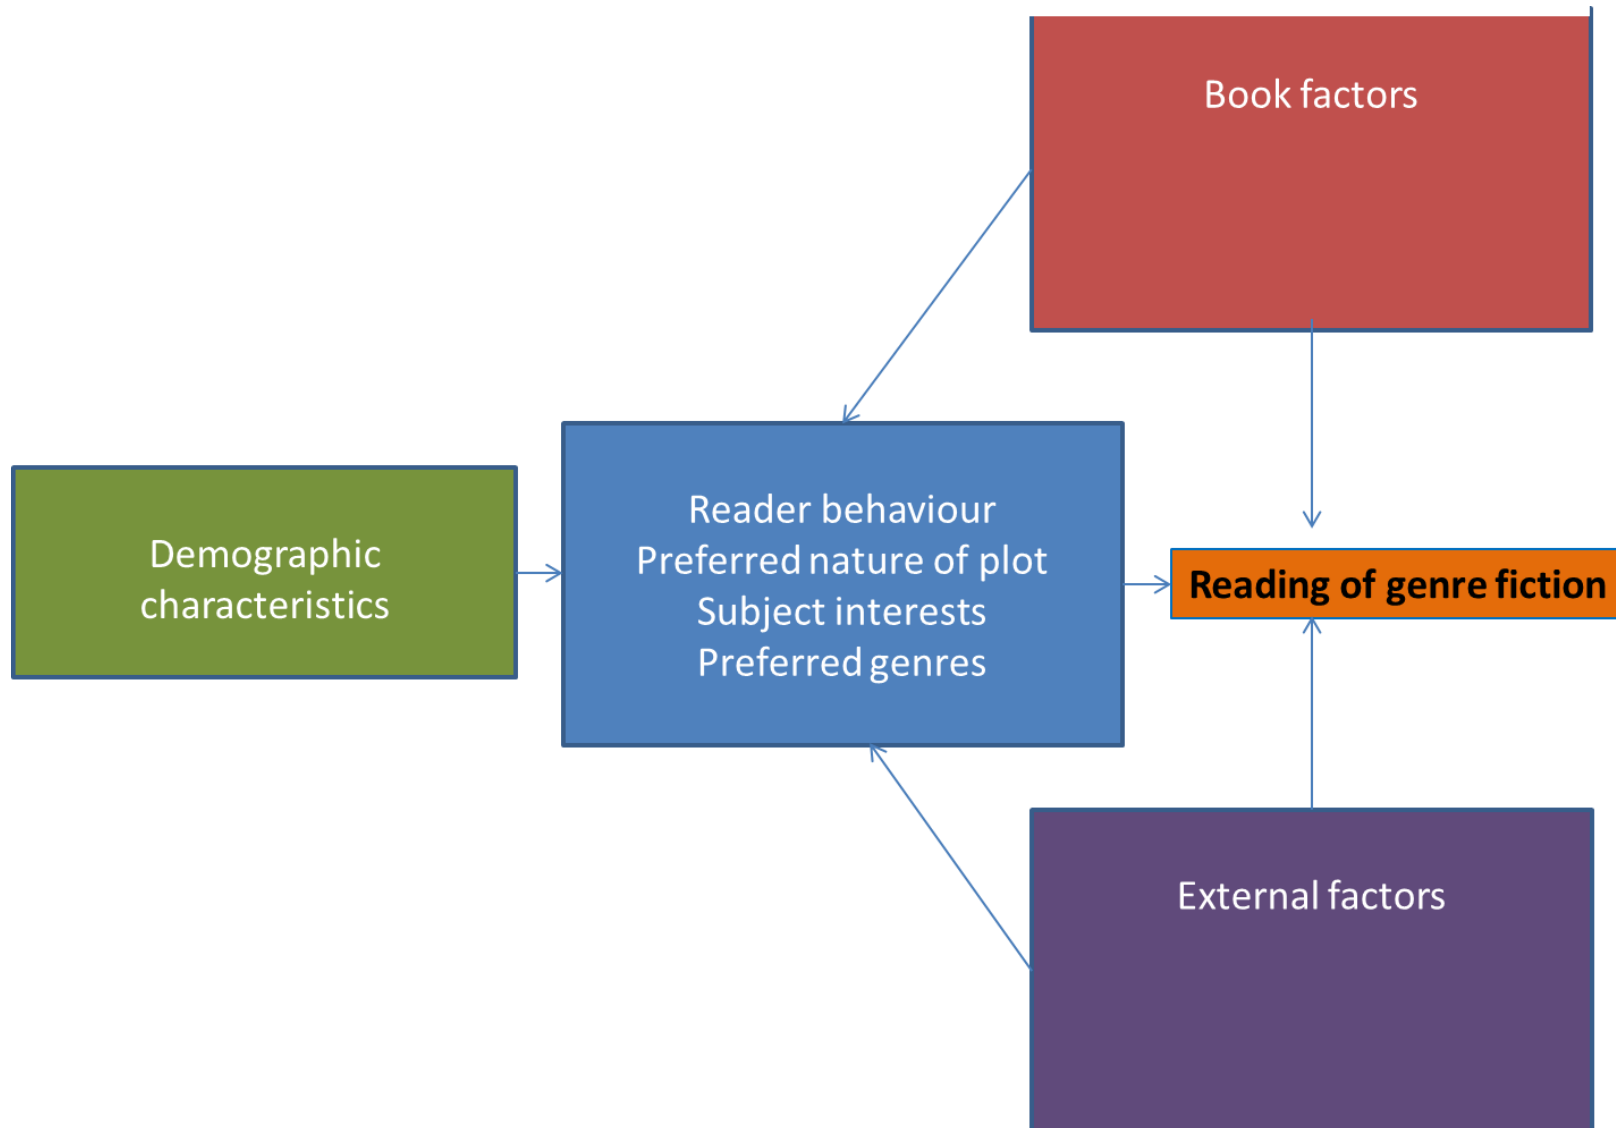 Book factors
Demographic
characteristics
Reader behaviour
Preferred nature of plot
Subject interests
Preferred genres
Reading of genre fiction
External factors